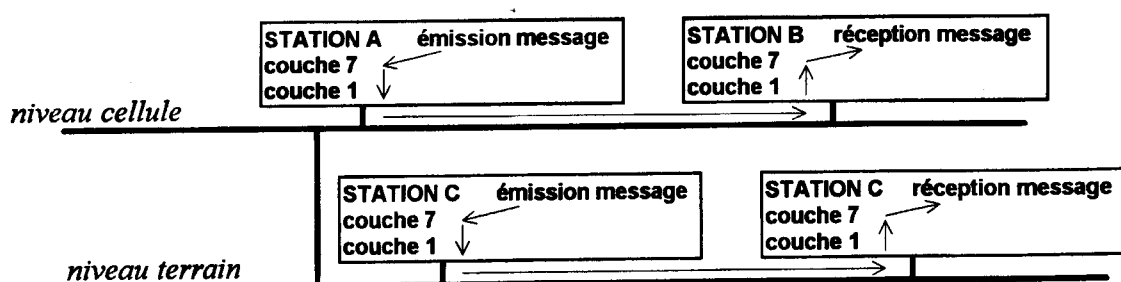 STATION A émission message
couche 7
couche 1
STATION B réception message
couche 7
couche 1
niveau cellule
STATION C émission message
couche 7
couche 1
STATION C réception message
couche 7
couche 1
niveau terrain